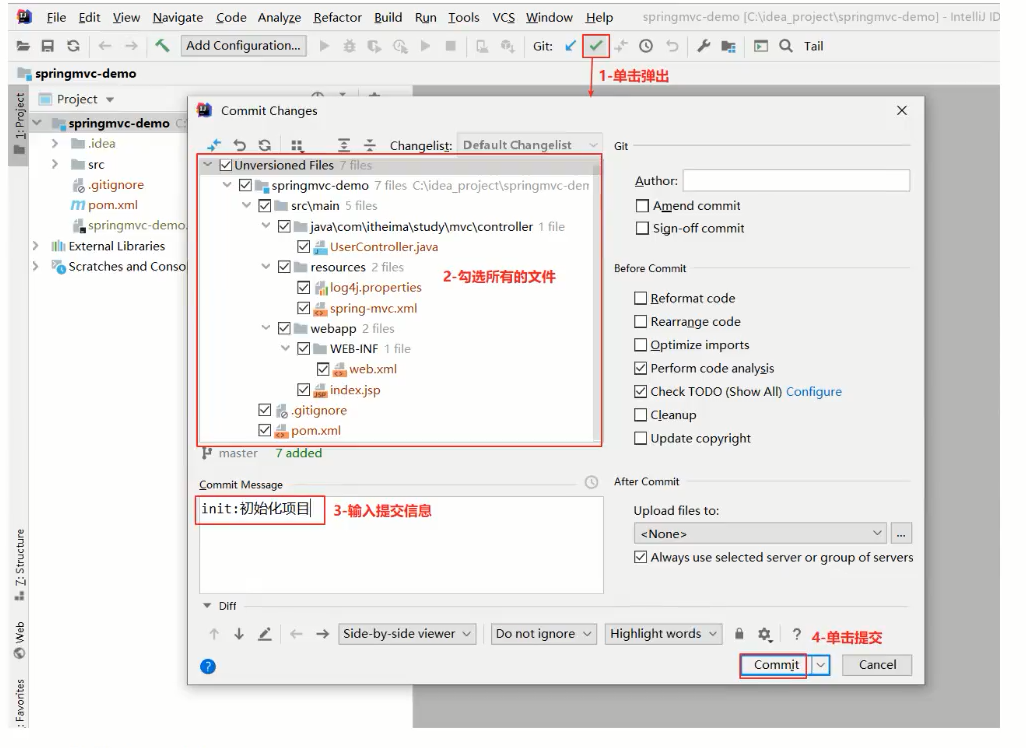 File Edit View Navigate Code Analyze Refactor Build Run Tools VCS Window Help springmvc-demo [C:\idea_project\springmvc-demo] - IntelliJ ID
Add Configuration... Git: Tail
springmvc-demo
1-单击弹出
1: Project
Project
Commit Changes
springmvc-demo
.idea
src
.gitignore
pom.xml
springmvc-demo.
External Libraries
Scratches and Conso
Changelist: Default Changelist
Git
Unversioned Files 7 files
springmvc-demo 7 files C:\idea_project\springmvc-den
Author:
src\main 5 files
Amend commit
java\com\itheima\study\mvc\controller 1 file
Sign-off commit
UserController.java
resources 2 files
Before Commit
2-勾选所有的文件
log4j.properties
Reformat code
spring-mvc.xml
Rearrange code
webapp 2 files
Optimize imports
WEB-INF 1 file
Perform code analysis
web.xml
Check TODO (Show All) Configure
index.jsp
Cleanup
.gitignore
Update copyright
pom.xml
master 7 added
Commit Message
After Commit
init:初始化项目
3-输入提交信息
Upload files to:
<None>
...
Always use selected server or group of servers
Z: Structure
Web
Favorites
Diff
Side-by-side viewer Do not ignore Highlight words ?
4-单击提交
? Commit Cancel